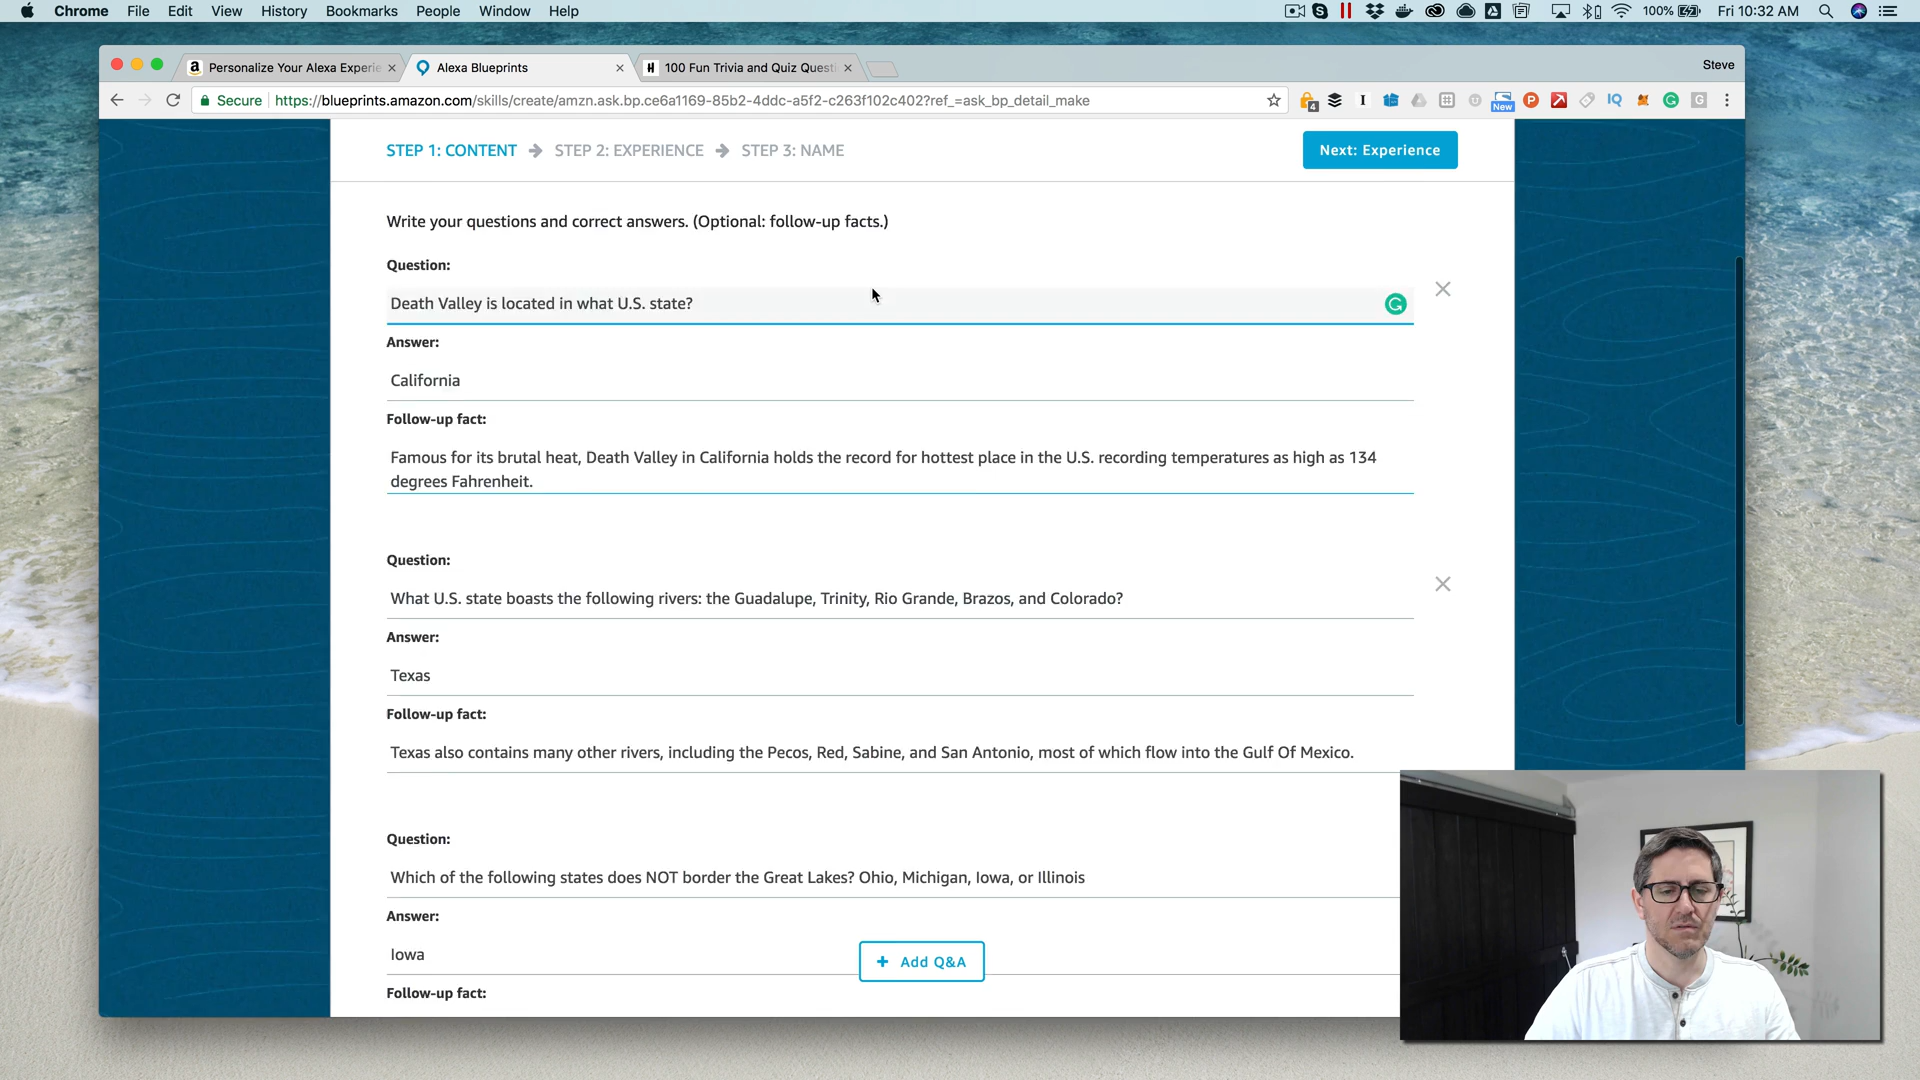 Chrome File Edit View History Bookmarks People Window Help 100% Fri 10:32 AM
Personalize Your Alexa Experie Alexa Blueprints 100 Fun Trivia and Quiz Questi Steve
Secure https://blueprints.amazon.com/skills/create/amzn.ask.bp.ce6a1169-85b2-4ddc-a5f2-c263f102c402?ref_=ask_bp_detail_make
STEP 1: CONTENT STEP 2: EXPERIENCE STEP 3: NAME Next: Experience
Write your questions and correct answers. (Optional: follow-up facts.)
Question:
Death Valley is located in what U.S. state?
Answer:
California
Follow-up fact:
Famous for its brutal heat, Death Valley in California holds the record for hottest place in the U.S. recording temperatures as high as 134
degrees Fahrenheit.
Question:
What U.S. state boasts the following rivers: the Guadalupe, Trinity, Rio Grande, Brazos, and Colorado?
Answer:
Texas
Follow-up fact:
Texas also contains many other rivers, including the Pecos, Red, Sabine, and San Antonio, most of which flow into the Gulf Of Mexico.
Question:
Which of the following states does NOT border the Great Lakes? Ohio, Michigan, Iowa, or Illinois
Answer:
Iowa
+ Add Q&A
Follow-up fact: